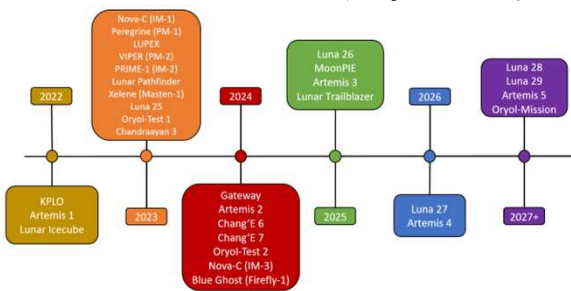 Nova-C (IM-1)
Peregrine (PM-1)
LUPEX
VIPER (PM-2)
PRIME-1 (IM-2)
Lunar Pathfinder
Xelene (Masten-1)
Luna 25
Oryol-Test 1
Chandraayan 3
Luna 26
MoonPIE
Artemis 3
Lunar Trailblazer
Luna 28
Luna 29
Artemis 5
Oryol-Mission
2022
2024
2026
KPLO
Artemis 1
Lunar Icecube
2023
Gateway
Artemis 2
Chang'E 6
Chang'E 7
Oryol-Test 2
Nova-C (IM-3)
Blue Ghost (Firefly-1)
2025
Luna 27
Artemis 4
2027+